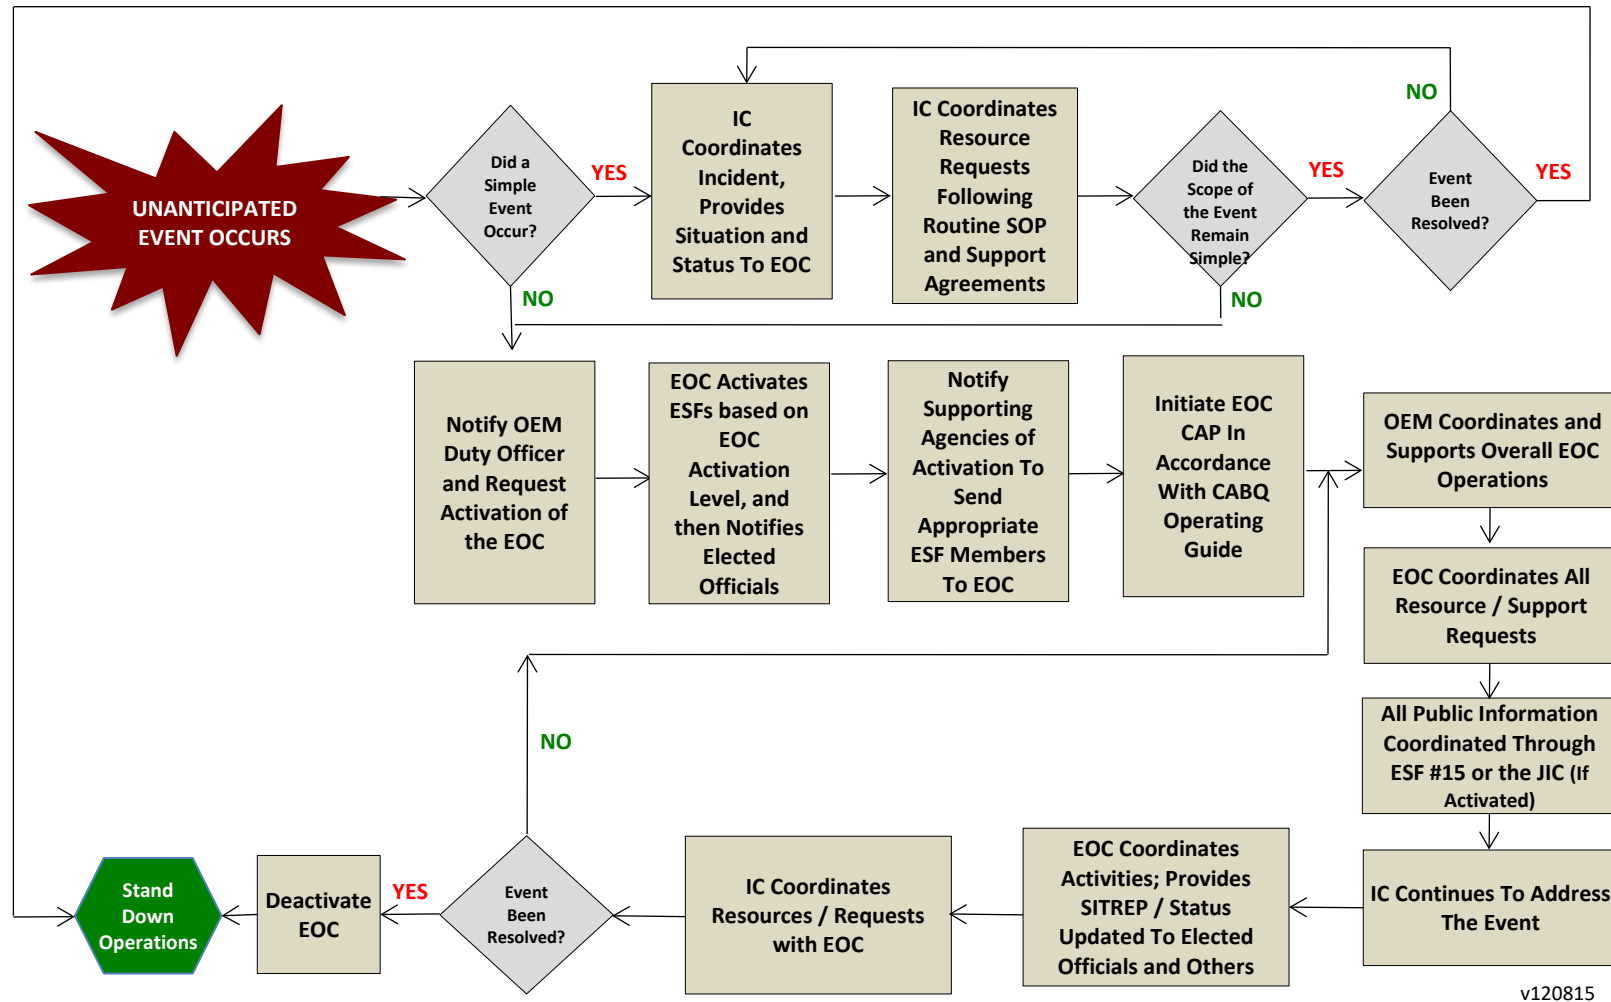 UNANTICIPATED
EVENT OCCURS
Did a
Simple
Event
Occur?
YES
NO
IC
Coordinates
Incident,
Provides
Situation and
Status To EOC
IC Coordinates
Resource
Requests
Following
Routine SOP
and Support
Agreements
Did the
Scope of
the Event
Remain
Simple?
YES
NO
Event
Been
Resolved?
NO
YES
Notify OEM
Duty Officer
and Request
Activation of
the EOC
EOC Activates
ESFs based on
EOC
Activation
Level, and
then Notifies
Elected
Officials
Notify
Supporting
Agencies of
Activation To
Send
Appropriate
ESF Members
To EOC
Initiate EOC
CAP In
Accordance
With CABQ
Operating
Guide
OEM Coordinates and
Supports Overall EOC
Operations
EOC Coordinates All
Resource / Support
Requests
All Public Information
Coordinated Through
ESF #15 or the JIC (If
Activated)
IC Continues To Address
The Event
EOC Coordinates
Activities; Provides
SITREP / Status
Updated To Elected
Officials and Others
IC Coordinates
Resources / Requests
with EOC
Event
Been
Resolved?
NO
YES
Deactivate
EOC
Stand
Down
Operations
v120815